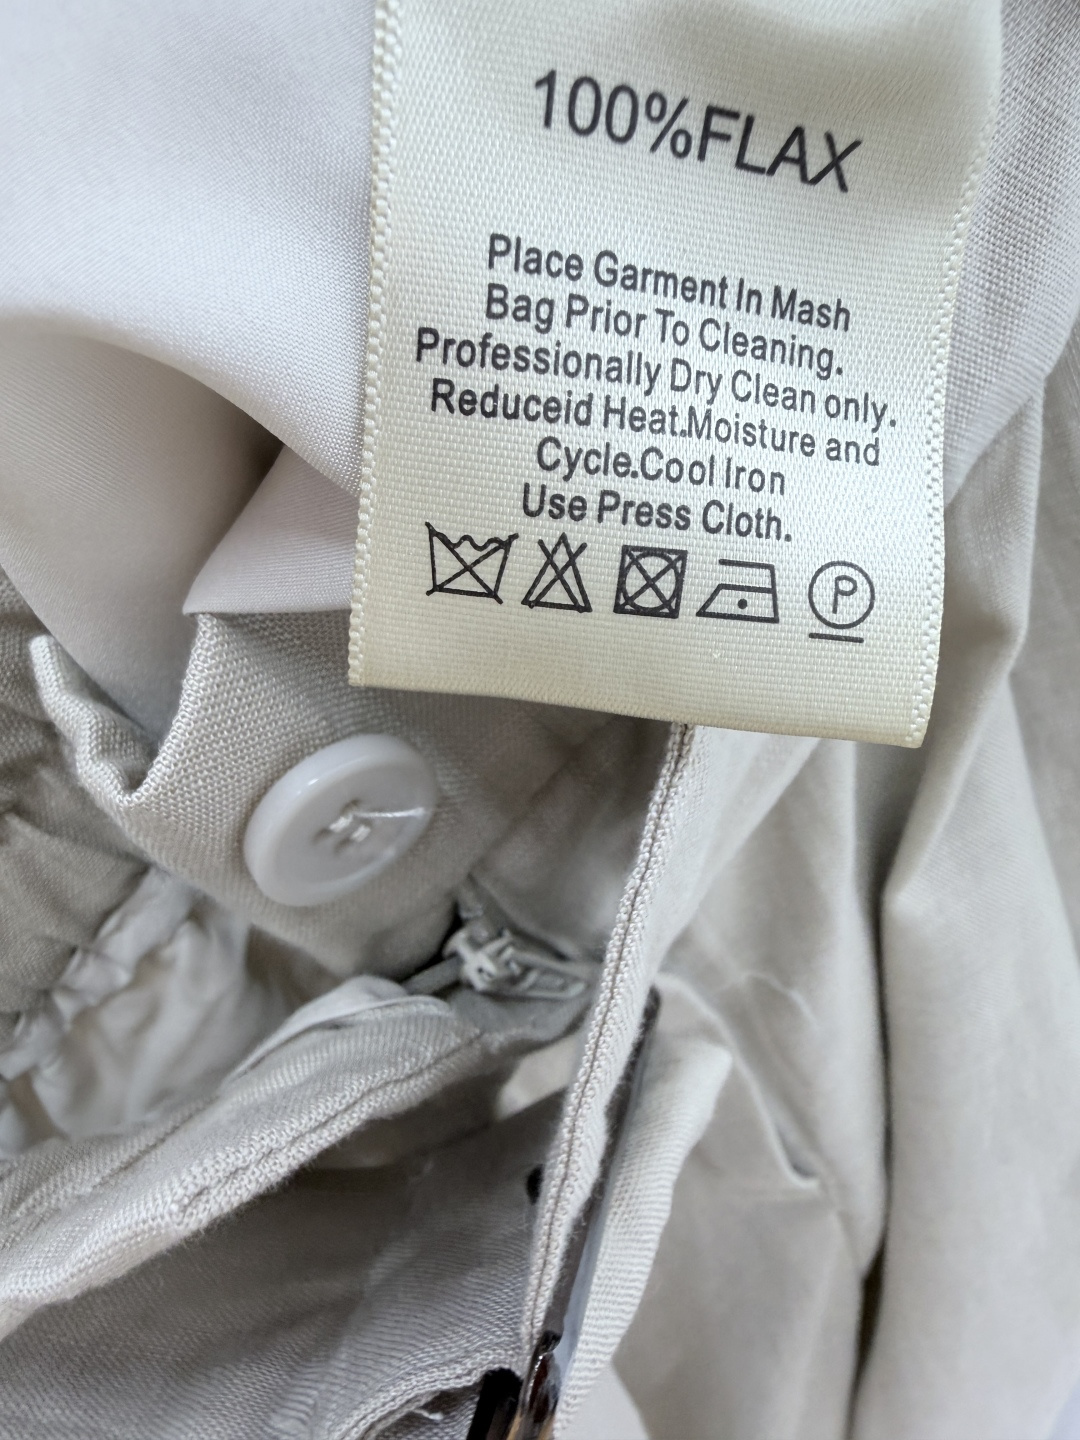 100%FLAX
Place Garment In Mash
Bag Prior To Cleaning.
Professionally Dry Clean only.
Reduceid Heat.Moisture and
Cycle.Cool Iron
Use Press Cloth.
P